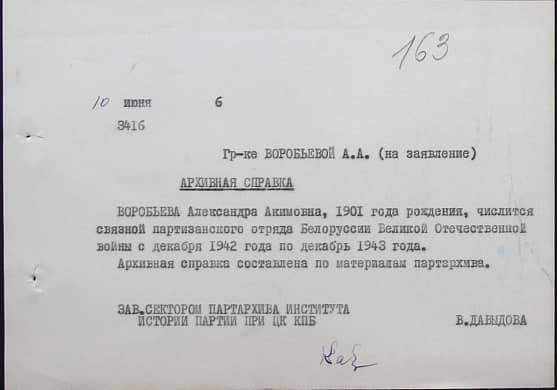 163
10 июня 6
3416
Гр-ке ВОРОБЬЕВОЙ А.А. (на заявление)
АРХИВНАЯ СПРАВКА
ВОРОБЬЕВА Александра Акимовна, 1901 года рождения, числится
связной партизанского отряда Белоруссии Великой Отечественной
войны с декабря 1942 года по декабрь 1943 года.
Архивная справка составлена по материалам партархива.
ЗАВ.СЕКТОРОМ ПАРТАРХИВА ИНСТИТУТА
ИСТОРИИ ПАРТИИ ПРИ ЦК КПБ В.ДАВЫДОВА